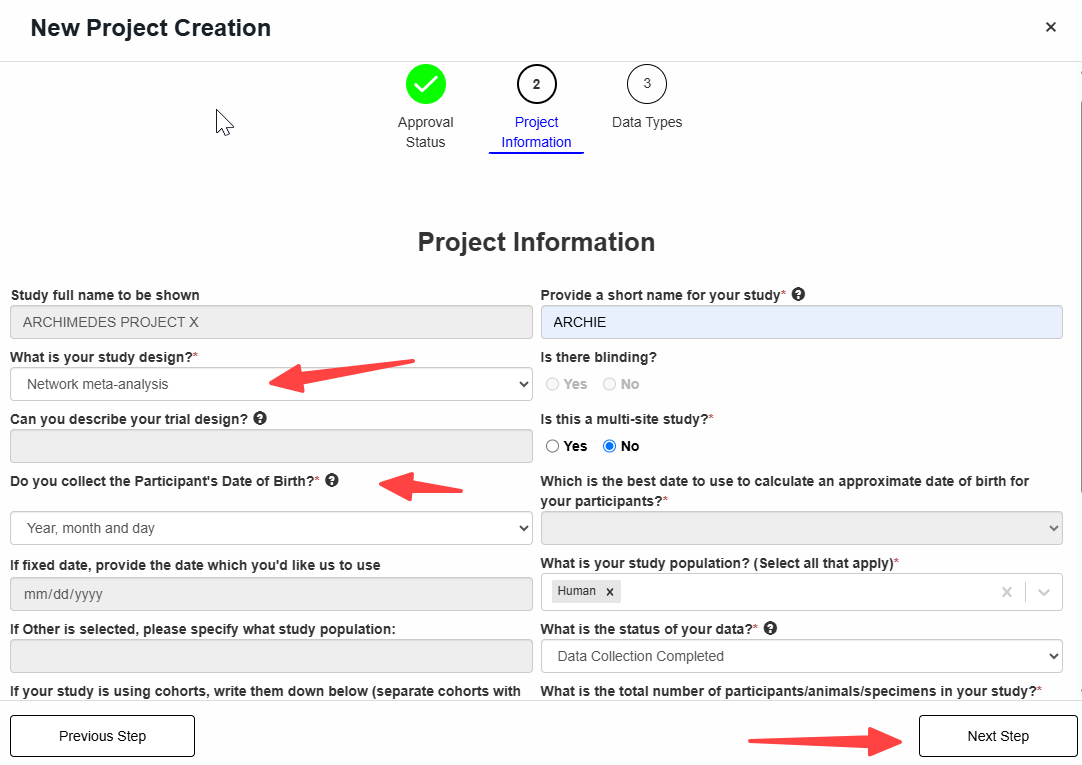 New Project Creation
×
2
3
Approval
Status
Project
Information
Data Types
Project Information
Study full name to be shown
Provide a short name for your study* ?
ARCHIMEDES PROJECT X
ARCHIE
What is your study design?*
Is there blinding?
Network meta-analysis
Yes No
Can you describe your trial design? ?
Is this a multi-site study?*
Yes No
Do you collect the Participant's Date of Birth?* ?
Which is the best date to use to calculate an approximate date of birth for
your participants?*
Year, month and day
If fixed date, provide the date which you'd like us to use
What is your study population? (Select all that apply)*
mm/dd/yyyy
Human ×
If Other is selected, please specify what study population:
What is the status of your data?* ?
Data Collection Completed
If your study is using cohorts, write them down below (separate cohorts with
What is the total number of participants/animals/specimens in your study?*
Previous Step
Next Step